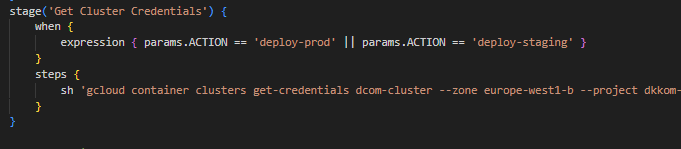 stage('Get Cluster Credentials') {
when {
expression { params.ACTION == 'deploy-prod' || params.ACTION == 'deploy-staging' }
}
steps {
sh 'gcloud container clusters get-credentials dcom-cluster --zone europe-west1-b --project dkkom-
}
}